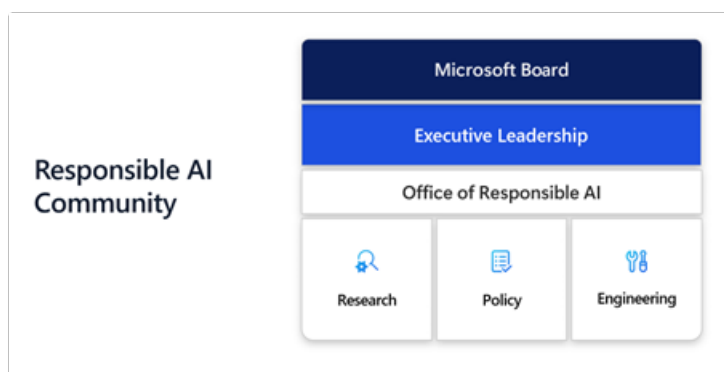 Responsible AI
Community
Microsoft Board
Executive Leadership
Office of Responsible AI
Research
Policy
Engineering